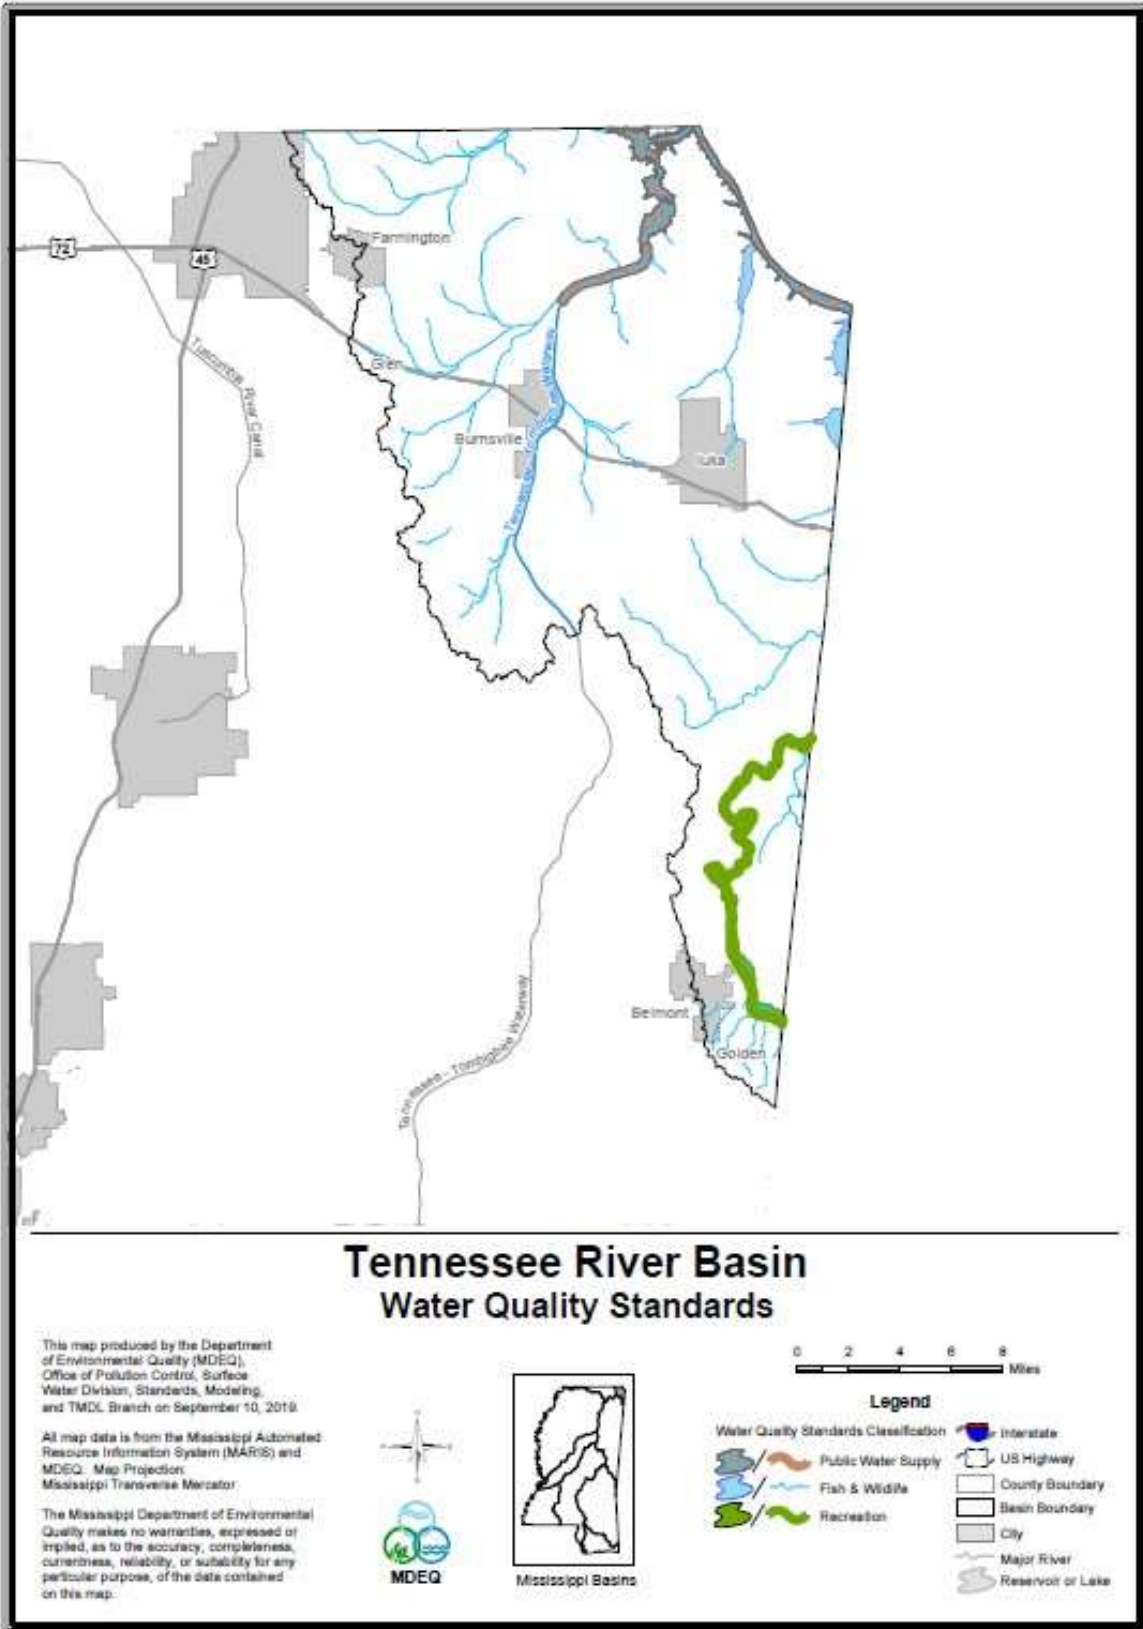 Farmington
72
45
Glen
Tuscumbia River Canal
Burnsville
Iuka
Belmont
Golden
Tennessee - Tombigbee Waterway
Tennessee River Basin
Water Quality Standards
This map produced by the Department
of Environmental Quality (MDEQ),
Office of Pollution Control, Surface
Water Division, Standards, Modeling,
and TMDL Branch on September 10, 2019.
All map data is from the Mississippi Automated
Resource Information System (MARIS) and
MDEQ. Map Projection:
Mississippi Transverse Mercator
The Mississippi Department of Environmental
Quality makes no warranties, expressed or
implied, as to the accuracy, completeness,
currentness, reliability, or suitability for any
particular purpose, of the data contained
on this map.
MDEQ
Mississippi Basins
0 2 4 6 8
Miles
Legend
Water Quality Standards Classification
Public Water Supply
Fish & Wildlife
Recreation
Interstate
US Highway
County Boundary
Basin Boundary
City
Major River
Reservoir or Lake